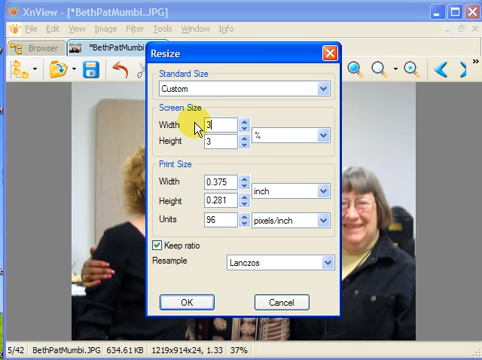 XnView - [*BethPatMumbi.JPG]
File Edit View Image Filter Tools Window Info
Browser *BethPatMumbi.JPG
Resize
Standard Size
Custom
Screen Size
Width 3
%
Height 3
Print Size
Width 0.375
inch
Height 0.281
Units 96 pixels/inch
Keep ratio
Resample Lanczos
OK Cancel
5/42 BethPatMumbi.JPG 634.61 KB 1219x914x24, 1.33 37%